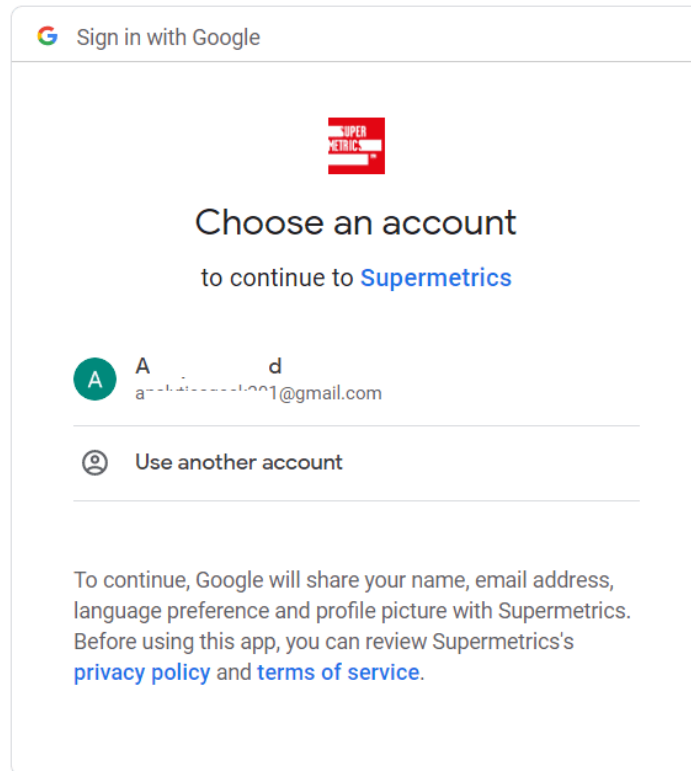 Sign in with Google
SUPER
METRICS
Choose an account
to continue to Supermetrics
A d
A
1@gmail.com
Use another account
To continue, Google will share your name, email address,
language preference and profile picture with Supermetrics.
Before using this app, you can review Supermetrics's
privacy policy and terms of service.